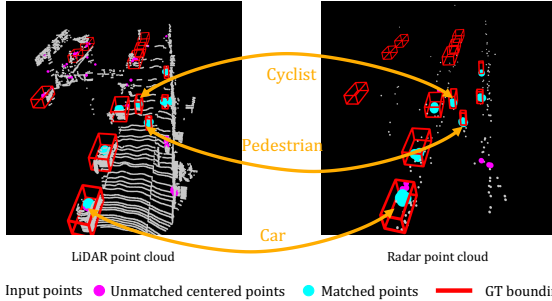 Cyclist
Pedestrian
Car
LiDAR point cloud
Radar point cloud
Input points Unmatched centered points Matched points GT boundin